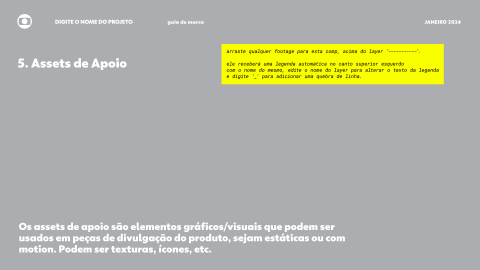 DIGITE O NOME DO PROJETO
guia de marca
JANEIRO 2024
5. Assets de Apoio
arraste qualquer footage para esta comp, acima do layer '-----------'.
ele receberá uma legenda automática no canto superior esquerdo
com o nome do mesmo, edite o nome do layer para alterar o texto da legenda
e digite '_' para adicionar uma quebra de linha.
Os assets de apoio são elementos gráficos/visuais que podem ser
usados em peças de divulgação do produto, sejam estáticas ou com
motion. Podem ser texturas, ícones, etc.